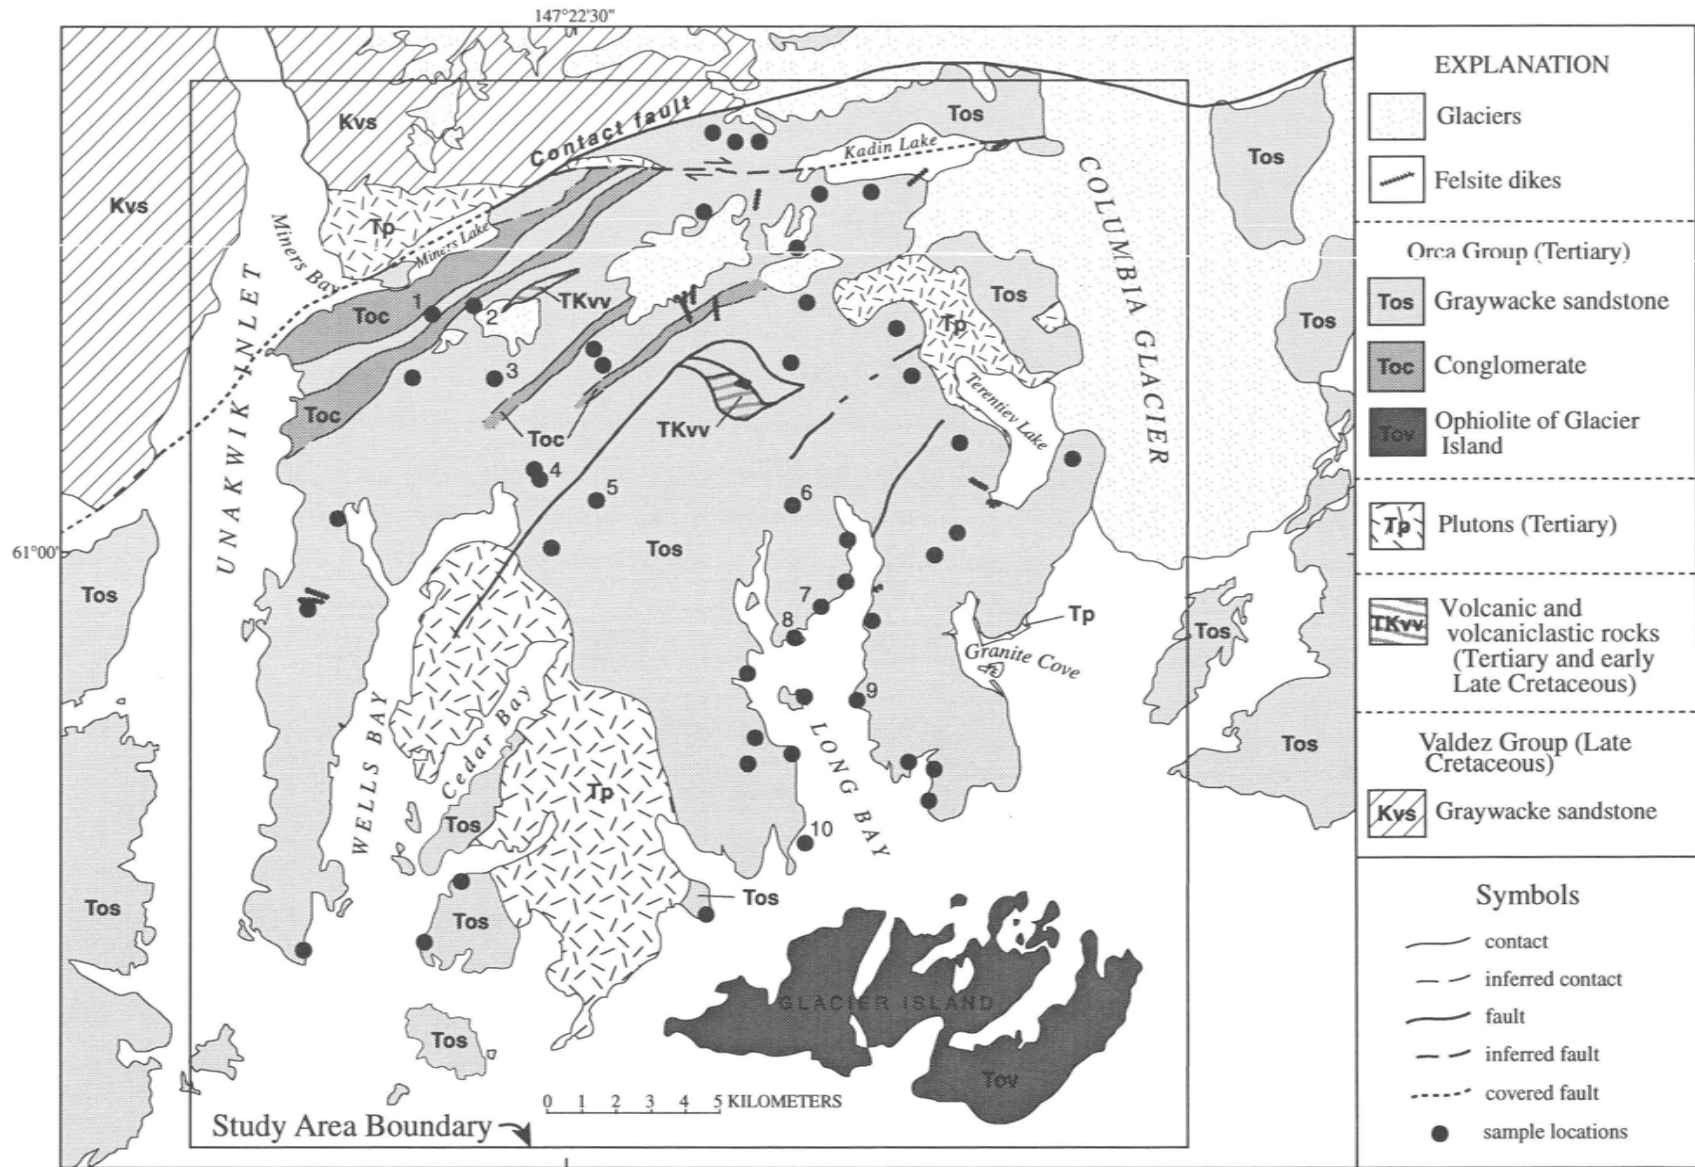 147°22'30"
Kvs
Contact fault
Tos
Kadin Lake
Tos
Kvs
Tp
Miners Lake
Miners Bay
COLUMBIA GLACIER
UNAKWIK INLET
Toc
1
2
TKvv
Tos
Tp
Tos
3
Terentiev Lake
Toc
Toc
TKvv
4
5
6
61°00'
Tos
Tos
7
8
Tp
Tos
Granite Cove
9
WELLS BAY
Cedar Bay
LONG BAY
Tos
Tp
Tos
10
Tos
Tos
Tos
GLACIER ISLAND
Tos
Tov
0 1 2 3 4 5 KILOMETERS
Study Area Boundary
EXPLANATION
Glaciers
Felsite dikes
Orca Group (Tertiary)
Tos Graywacke sandstone
Toc Conglomerate
Tov Ophiolite of Glacier
Island
Tp Plutons (Tertiary)
TKvv Volcanic and
volcaniclastic rocks
(Tertiary and early
Late Cretaceous)
Valdez Group (Late
Cretaceous)
Kvs Graywacke sandstone
Symbols
contact
inferred contact
fault
inferred fault
covered fault
sample locations